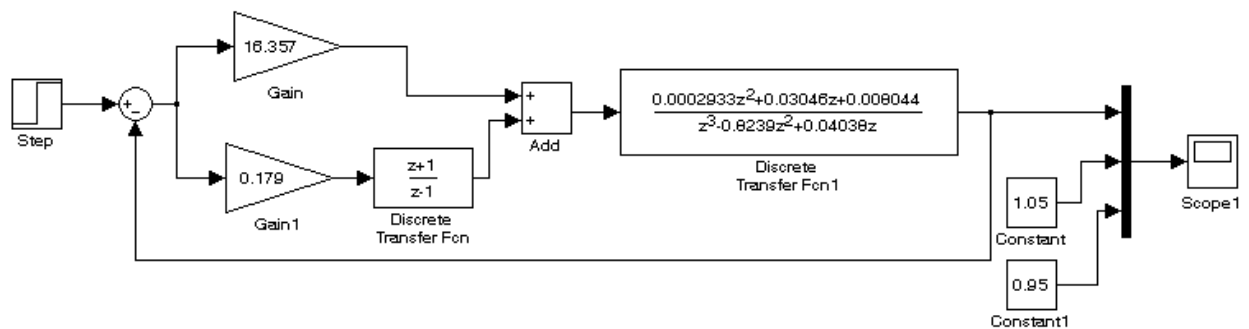 16.357
Gain
Step
+
−
0.179
Gain1
z+1
z-1
Discrete
Transfer Fcn
+
+
Add
0.0002933z²+0.03046z+0.008044
z³-0.8239z²+0.04038z
Discrete
Transfer Fcn1
1.05
Constant
0.95
Constant1
Scope1